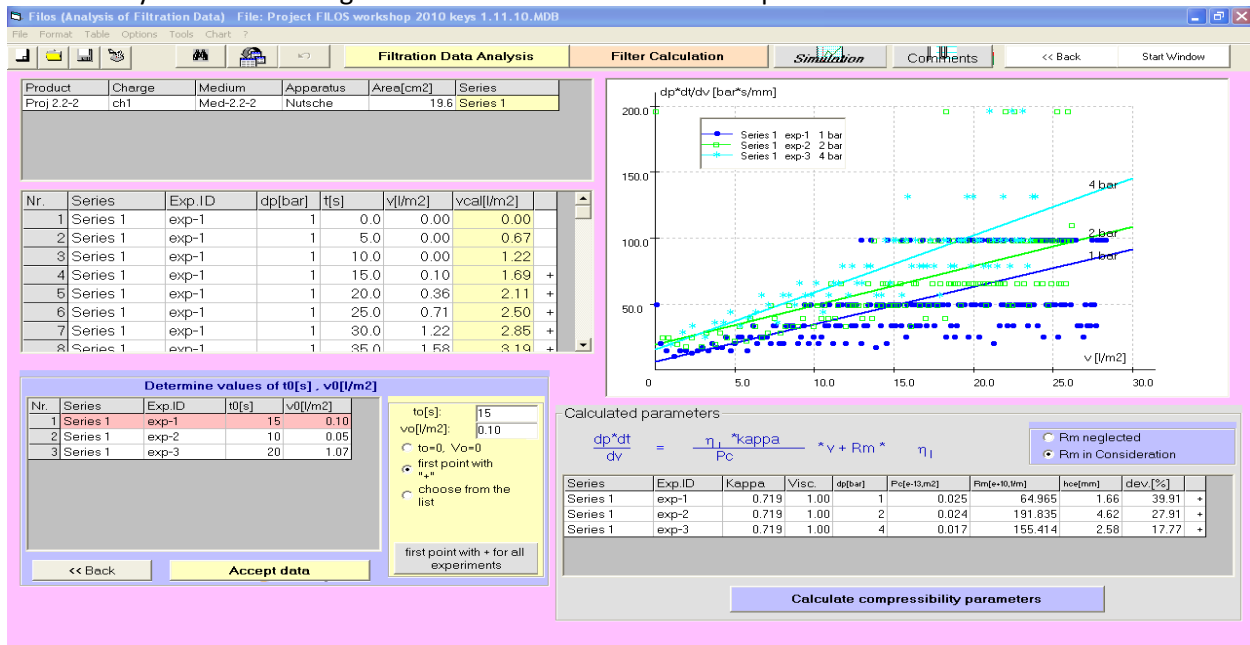 Filos (Analysis of Filtration Data) File: Project FILOS workshop 2010 keys 1.11.10.MDB
File Format Table Options Tools Chart ?
Filtration Data Analysis Filter Calculation Simulation Comments << Back Start Window
Product Charge Medium Apparatus Area[cm2] Series
Proj 2.2-2 ch1 Med-2.2-2 Nutsche 19.6 Series 1
Nr. Series Exp.ID dp[bar] t[s] v[l/m2] vcal[l/m2]
1 Series 1 exp-1 1 0.0 0.00 0.00
2 Series 1 exp-1 1 5.0 0.00 0.67
3 Series 1 exp-1 1 10.0 0.00 1.22
4 Series 1 exp-1 1 15.0 0.10 1.69 +
5 Series 1 exp-1 1 20.0 0.36 2.11 +
6 Series 1 exp-1 1 25.0 0.71 2.50 +
7 Series 1 exp-1 1 30.0 1.22 2.85 +
8 Series 1 exp-1 1 35.0 1.58 3.19 +
dp*dt/dv [bar*s/mm]
200.0
Series 1 exp-1 1 bar
Series 1 exp-2 2 bar
Series 1 exp-3 4 bar
150.0
4 bar
100.0
2 bar
1 bar
50.0
v [l/m2]
0 5.0 10.0 15.0 20.0 25.0 30.0
Determine values of t0[s] , v0[l/m2]
Nr. Series Exp.ID t0[s] v0[l/m2]
1 Series 1 exp-1 15 0.10
2 Series 1 exp-2 10 0.05
3 Series 1 exp-3 20 1.07
to[s]: 15
vo[l/m2]: 0.10
to=0, Vo=0
first point with
"+"
choose from the
list
first point with + for all
experiments
<< Back Accept data
Calculated parameters
dp*dt / dv = η l *kappa / Pc * v + Rm * η l
Rm neglected
Rm in Consideration
Series Exp.ID Kappa Visc. dp[bar] Pc[e-13,m2] Rm[e+10,1/m] hce[mm] dev.[%]
Series 1 exp-1 0.719 1.00 1 0.025 64.965 1.66 39.91 +
Series 1 exp-2 0.719 1.00 2 0.024 191.835 4.62 27.91 +
Series 1 exp-3 0.719 1.00 4 0.017 155.414 2.58 17.77 +
Calculate compressibility parameters